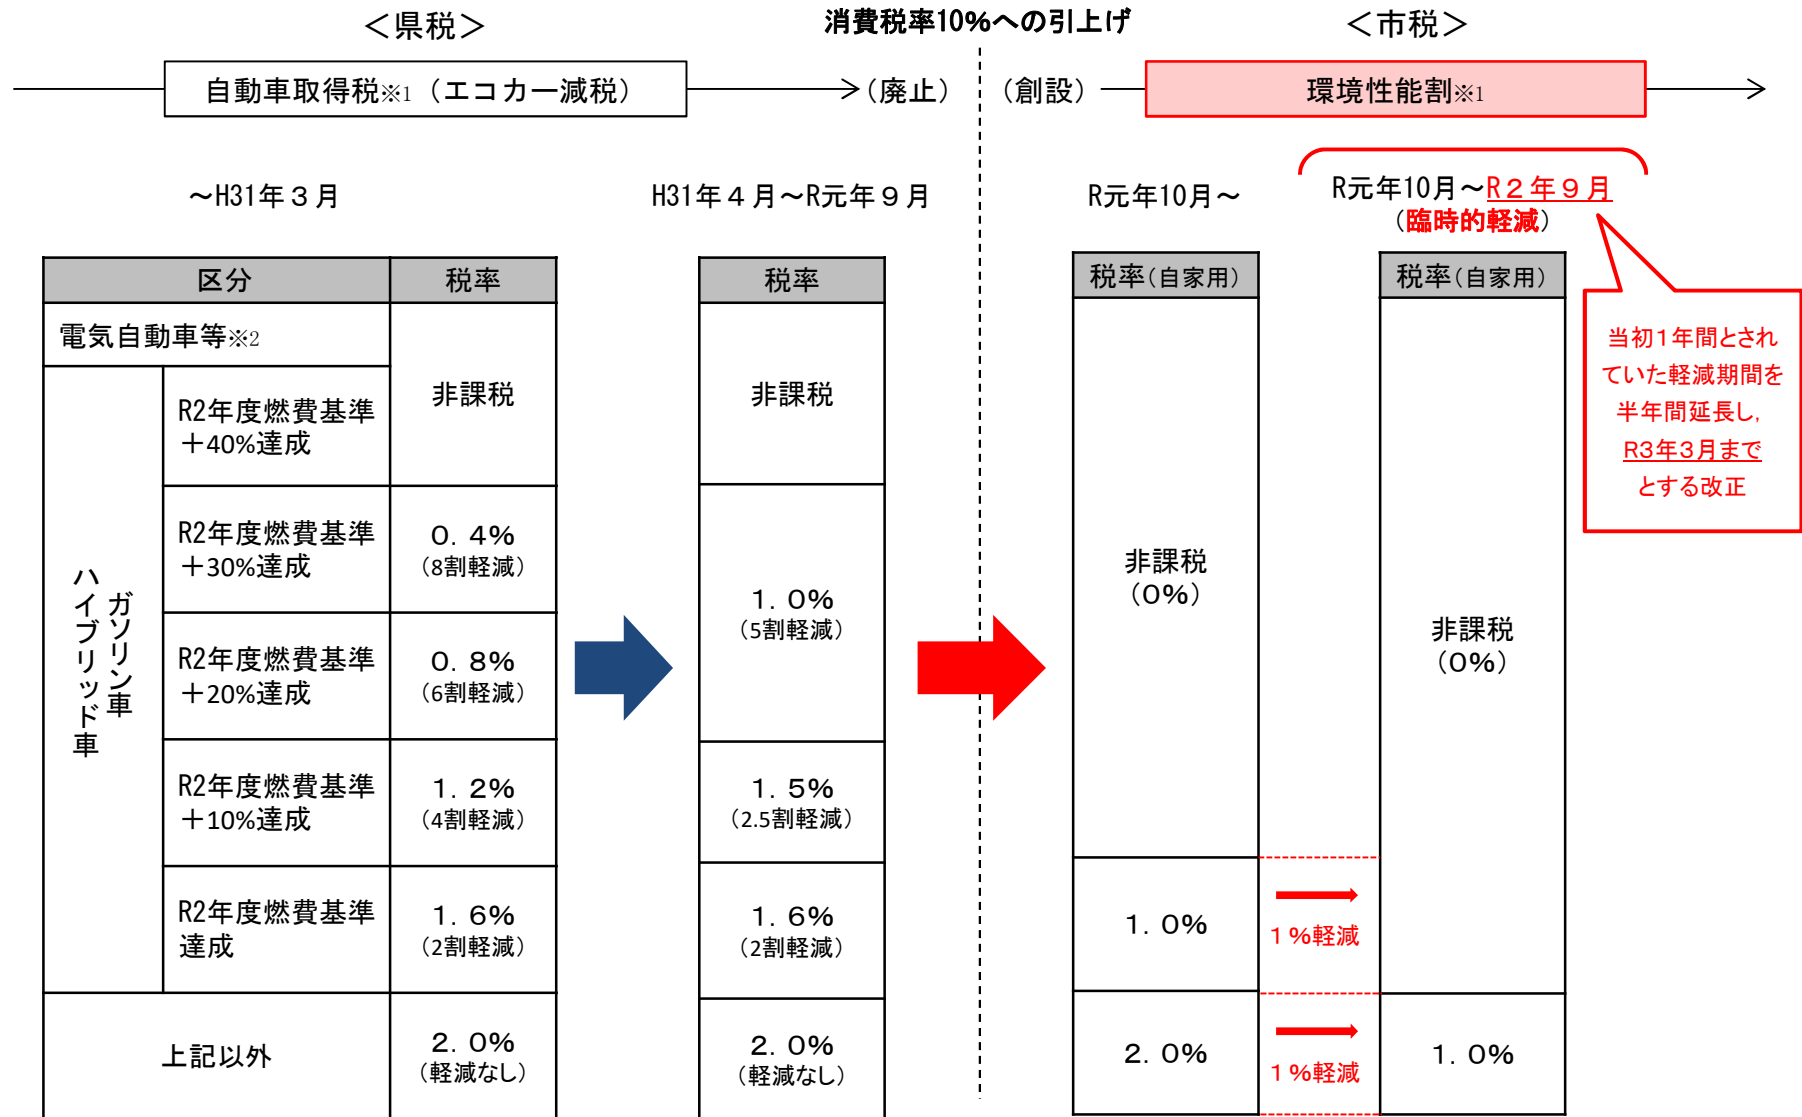 ＜県税＞
消費税率10%への引上げ
＜市税＞
自動車取得税※1（エコカー減税）
（廃止）
（創設）
環境性能割※1
～H31年３月
H31年４月～R元年９月
R元年10月～
R元年10月～R２年９月
（臨時的軽減）
区分
税率
税率
税率（自家用）
税率（自家用）
電気自動車等※2
非課税
非課税
当初１年間とされ
ていた軽減期間を
半年間延長し，
R3年3月まで
とする改正
ガソリン車
ハイブリッド車
R2年度燃費基準
＋40%達成
R2年度燃費基準
＋30%達成
０．４％
（8割軽減）
R2年度燃費基準
＋20%達成
０．８％
（6割軽減）
１．０％
（5割軽減）
非課税
（０％）
非課税
（０％）
R2年度燃費基準
＋10%達成
１．２％
（4割軽減）
１．５％
（2.5割軽減）
R2年度燃費基準
達成
１．６％
（2割軽減）
１．６％
（2割軽減）
１．０％
１％軽減
上記以外
２．０％
（軽減なし）
２．０％
（軽減なし）
２．０％
１％軽減
１．０％